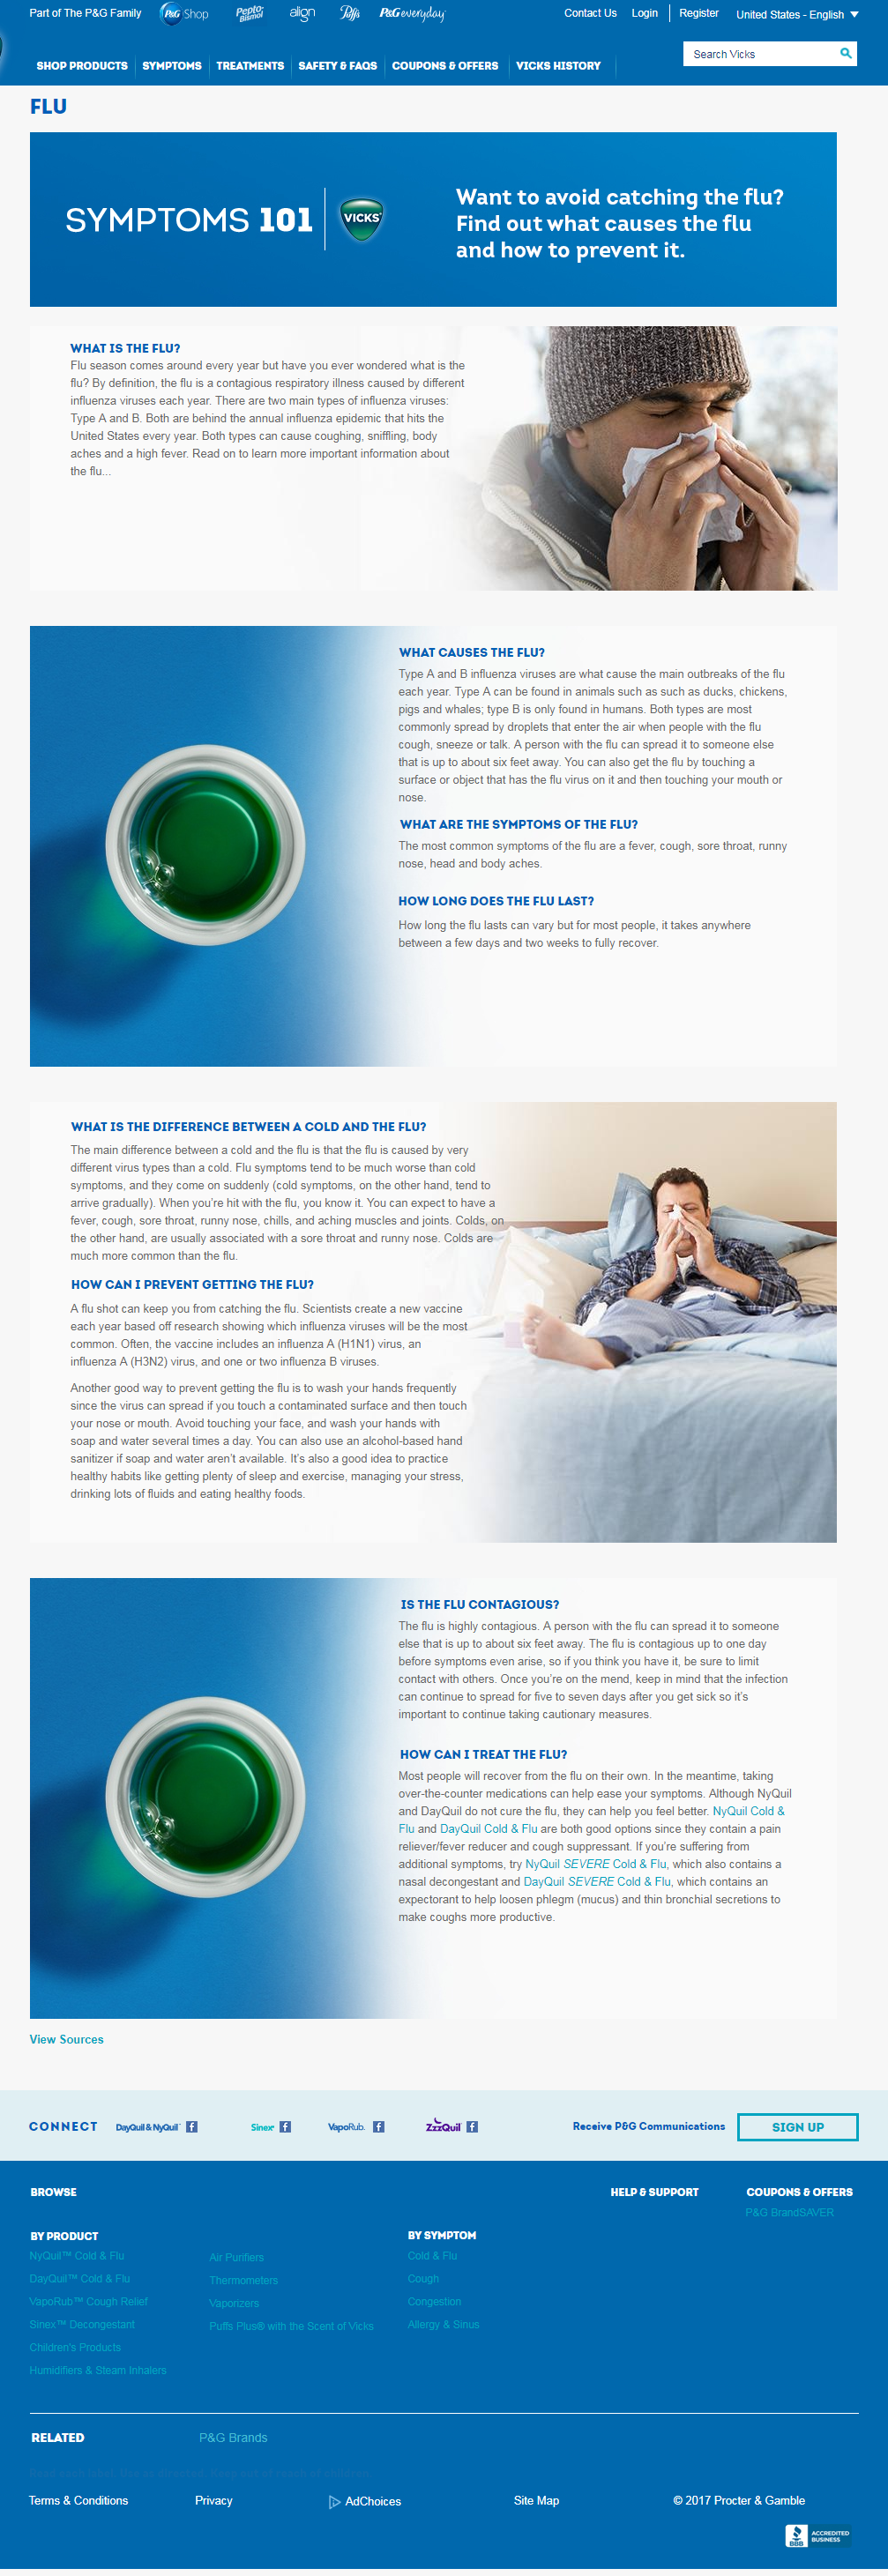 Part of The P&G Family
P&G Shop
Pepto-Bismol
align
Puffs
P&G everyday
Contact Us
Login
Register
United States - English
Search Vicks
SHOP PRODUCTS
SYMPTOMS
TREATMENTS
SAFETY & FAQS
COUPONS & OFFERS
VICKS HISTORY
FLU
SYMPTOMS 101
VICKS
Want to avoid catching the flu?
Find out what causes the flu
and how to prevent it.
WHAT IS THE FLU?
Flu season comes around every year but have you ever wondered what is the
flu? By definition, the flu is a contagious respiratory illness caused by different
influenza viruses each year. There are two main types of influenza viruses:
Type A and B. Both are behind the annual influenza epidemic that hits the
United States every year. Both types can cause coughing, sniffling, body
aches and a high fever. Read on to learn more important information about
the flu...
WHAT CAUSES THE FLU?
Type A and B influenza viruses are what cause the main outbreaks of the flu
each year. Type A can be found in animals such as such as ducks, chickens,
pigs and whales; type B is only found in humans. Both types are most
commonly spread by droplets that enter the air when people with the flu
cough, sneeze or talk. A person with the flu can spread it to someone else
that is up to about six feet away. You can also get the flu by touching a
surface or object that has the flu virus on it and then touching your mouth or
nose.
WHAT ARE THE SYMPTOMS OF THE FLU?
The most common symptoms of the flu are a fever, cough, sore throat, runny
nose, head and body aches.
HOW LONG DOES THE FLU LAST?
How long the flu lasts can vary but for most people, it takes anywhere
between a few days and two weeks to fully recover.
WHAT IS THE DIFFERENCE BETWEEN A COLD AND THE FLU?
The main difference between a cold and the flu is that the flu is caused by very
different virus types than a cold. Flu symptoms tend to be much worse than cold
symptoms, and they come on suddenly (cold symptoms, on the other hand, tend to
arrive gradually). When you're hit with the flu, you know it. You can expect to have a
fever, cough, sore throat, runny nose, chills, and aching muscles and joints. Colds, on
the other hand, are usually associated with a sore throat and runny nose. Colds are
much more common than the flu.
HOW CAN I PREVENT GETTING THE FLU?
A flu shot can keep you from catching the flu. Scientists create a new vaccine
each year based off research showing which influenza viruses will be the most
common. Often, the vaccine includes an influenza A (H1N1) virus, an
influenza A (H3N2) virus, and one or two influenza B viruses.
Another good way to prevent getting the flu is to wash your hands frequently
since the virus can spread if you touch a contaminated surface and then touch
your nose or mouth. Avoid touching your face, and wash your hands with
soap and water several times a day. You can also use an alcohol-based hand
sanitizer if soap and water aren't available. It's also a good idea to practice
healthy habits like getting plenty of sleep and exercise, managing your stress,
drinking lots of fluids and eating healthy foods.
IS THE FLU CONTAGIOUS?
The flu is highly contagious. A person with the flu can spread it to someone
else that is up to about six feet away. The flu is contagious up to one day
before symptoms even arise, so if you think you have it, be sure to limit
contact with others. Once you're on the mend, keep in mind that the infection
can continue to spread for five to seven days after you get sick so it's
important to continue taking cautionary measures.
HOW CAN I TREAT THE FLU?
Most people will recover from the flu on their own. In the meantime, taking
over-the-counter medications can help ease your symptoms. Although NyQuil
and DayQuil do not cure the flu, they can help you feel better. NyQuil Cold &
Flu and DayQuil Cold & Flu are both good options since they contain a pain
reliever/fever reducer and cough suppressant. If you're suffering from
additional symptoms, try NyQuil SEVERE Cold & Flu, which also contains a
nasal decongestant and DayQuil SEVERE Cold & Flu, which contains an
expectorant to help loosen phlegm (mucus) and thin bronchial secretions to
make coughs more productive.
View Sources
CONNECT
DayQuil & NyQuil
Sinex
VapoRub
ZzzQuil
Receive P&G Communications
SIGN UP
BROWSE
HELP & SUPPORT
COUPONS & OFFERS
P&G BrandSAVER
BY PRODUCT
NyQuil™ Cold & Flu
DayQuil™ Cold & Flu
VapoRub™ Cough Relief
Sinex™ Decongestant
Children's Products
Humidifiers & Steam Inhalers
Air Purifiers
Thermometers
Vaporizers
Puffs Plus® with the Scent of Vicks
BY SYMPTOM
Cold & Flu
Cough
Congestion
Allergy & Sinus
RELATED
P&G Brands
Terms & Conditions
Privacy
AdChoices
Site Map
© 2017 Procter & Gamble
BBB
ACCREDITED
BUSINESS